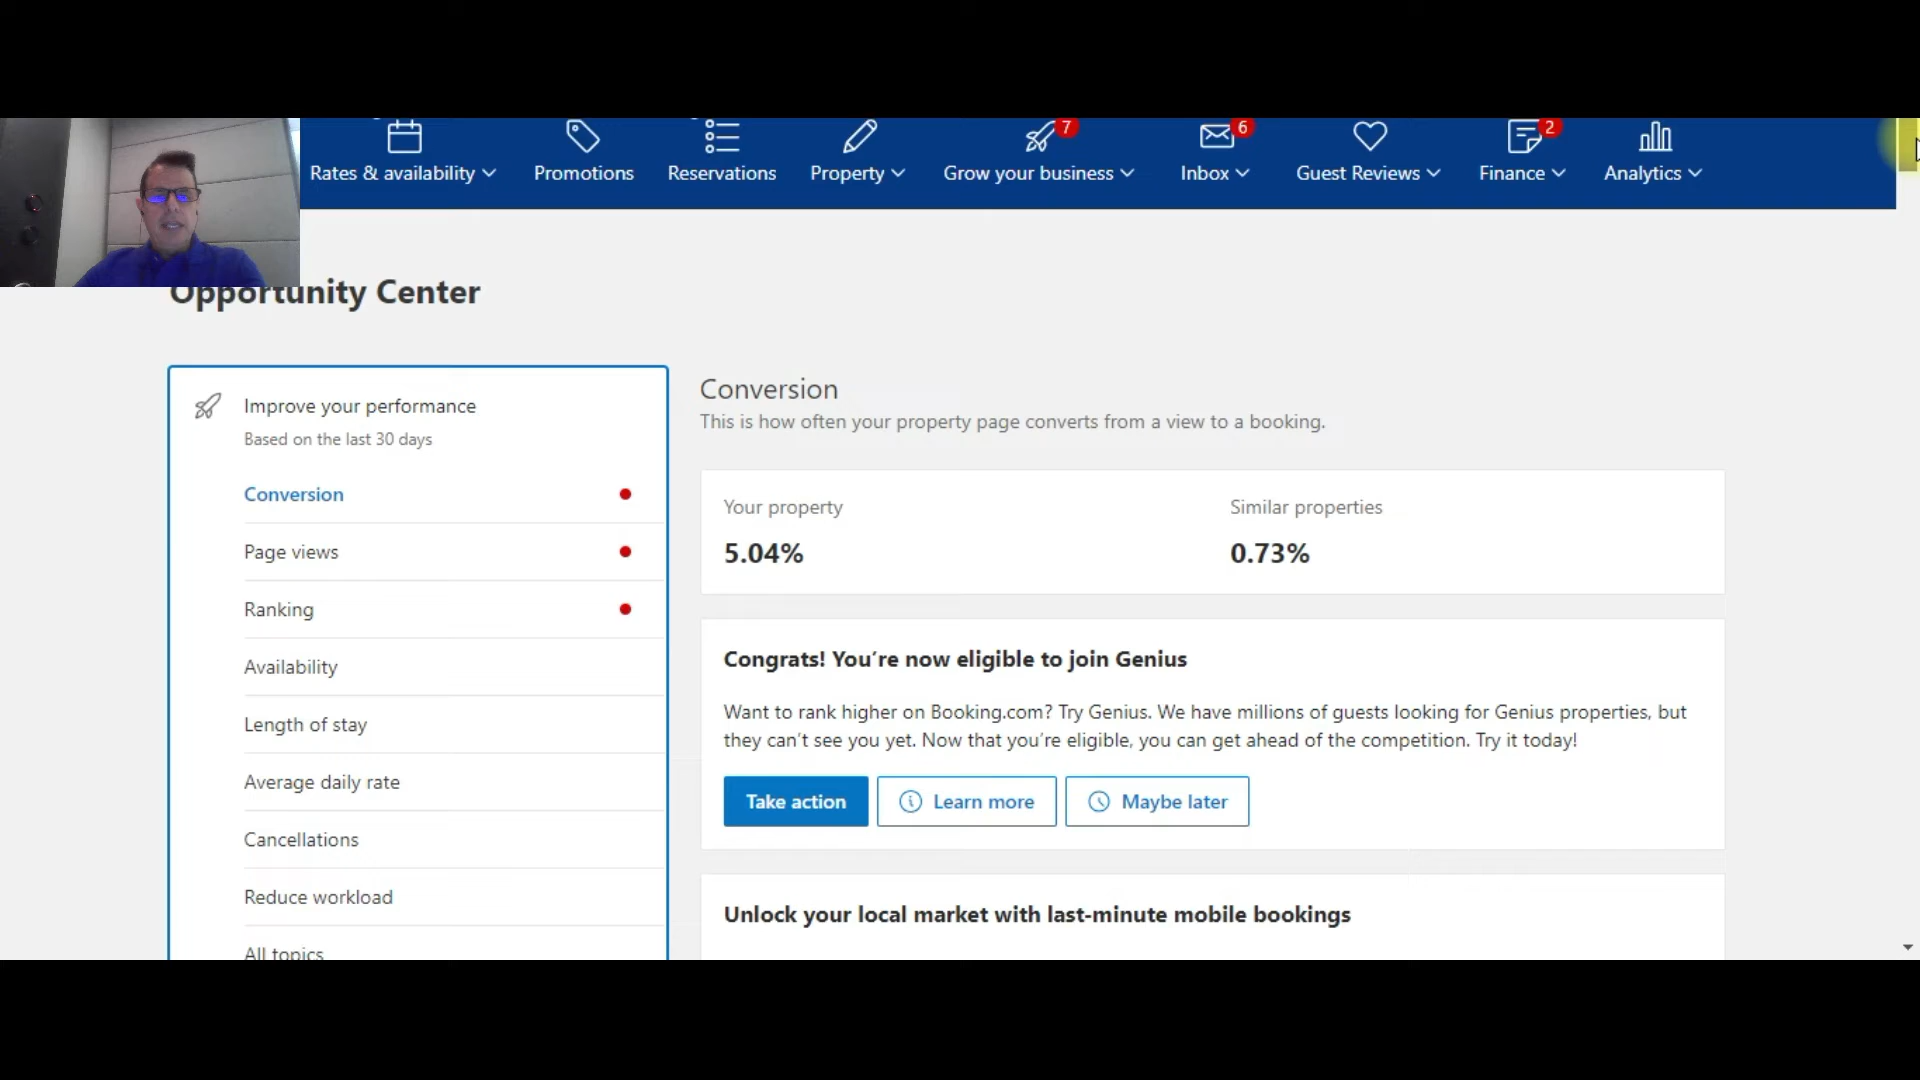 7
6
2
Rates & availability
Promotions
Reservations
Property
Grow your business
Inbox
Guest Reviews
Finance
Analytics
Opportunity Center
Improve your performance
Based on the last 30 days
Conversion
Page views
Ranking
Availability
Length of stay
Average daily rate
Cancellations
Reduce workload
All topics
Conversion
This is how often your property page converts from a view to a booking.
Your property
5.04%
Similar properties
0.73%
Congrats! You’re now eligible to join Genius
Want to rank higher on Booking.com? Try Genius. We have millions of guests looking for Genius properties, but
they can’t see you yet. Now that you’re eligible, you can get ahead of the competition. Try it today!
Take action
Learn more
Maybe later
Unlock your local market with last-minute mobile bookings